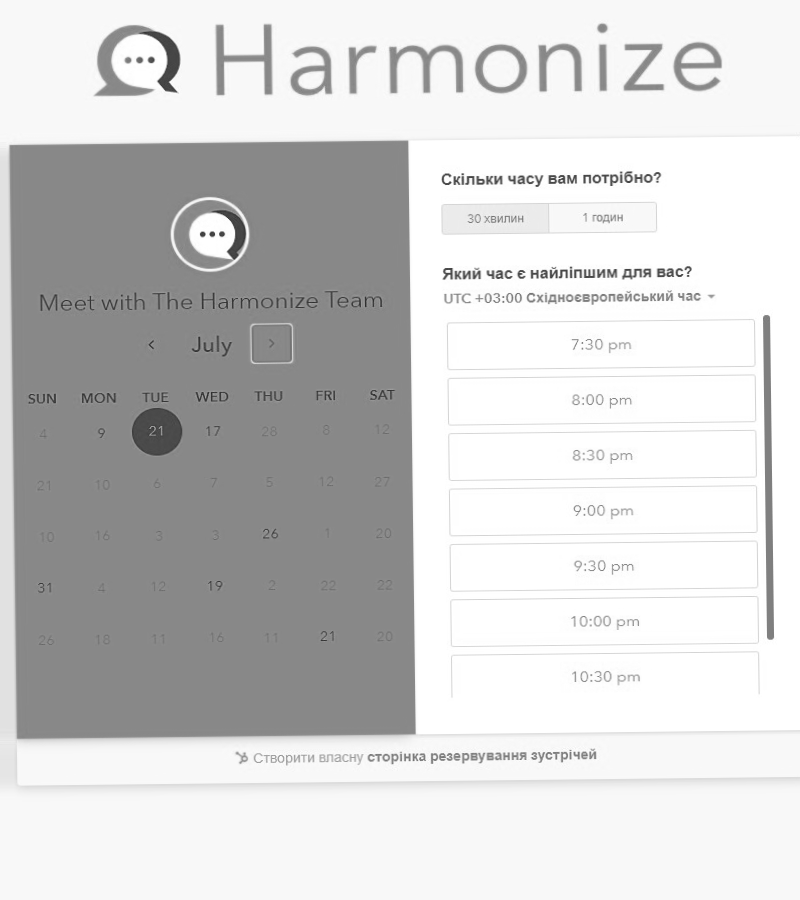 Harmonize
Meet with The Harmonize Team
July
SUN MON TUE WED THU FRI SAT
4 9 21 17 28 8 12
21 10 6 7 5 12 27
10 16 3 3 26 1 20
31 4 12 19 2 22 22
26 18 11 16 11 21 20
Скільки часу вам потрібно?
30 хвилин 1 годин
Який час є найліпшим для вас?
UTC +03:00 Східноєвропейський час
7:30 pm
8:00 pm
8:30 pm
9:00 pm
9:30 pm
10:00 pm
10:30 pm
Створити власну сторінка резервування зустрічей